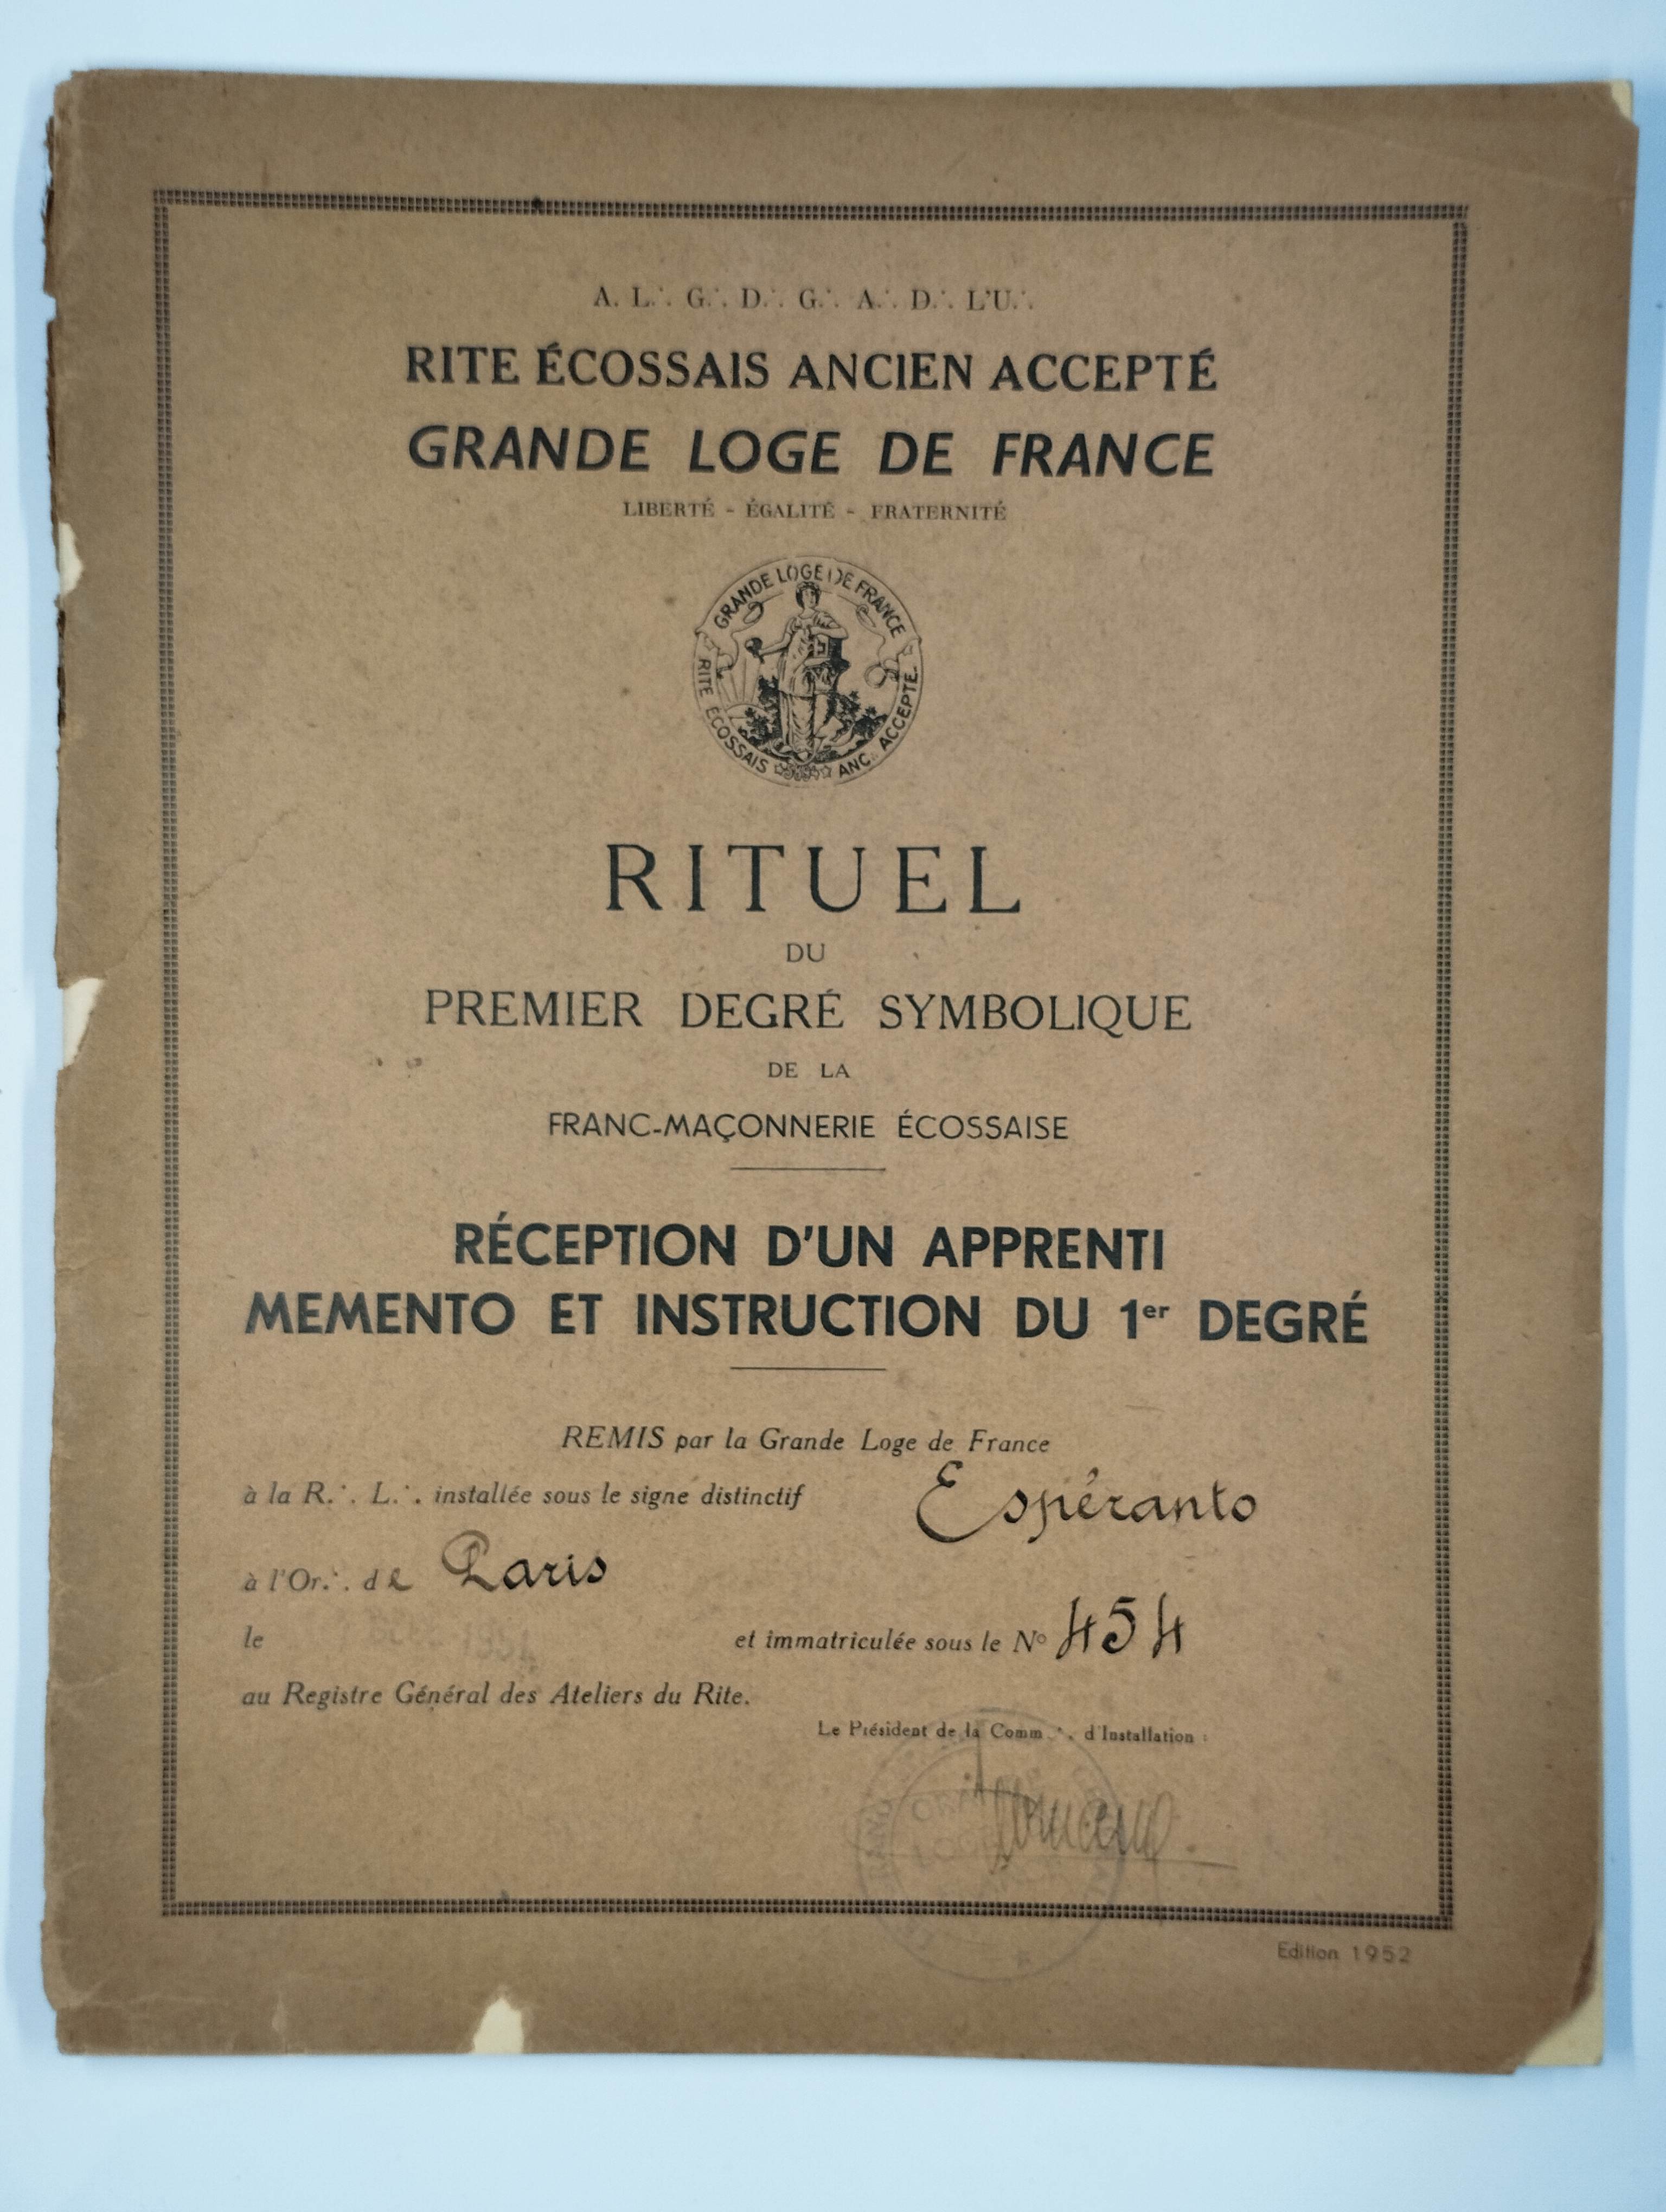 A. L∴ G∴ D∴ G∴ A∴ D∴ L'U∴
RITE ÉCOSSAIS ANCIEN ACCEPTÉ
GRANDE LOGE DE FRANCE
LIBERTÉ - ÉGALITÉ - FRATERNITÉ
GRANDE LOGE DE FRANCE
RITE ÉCOSSAIS ANC∴ ACCEPTÉ
RITUEL
DU
PREMIER DEGRÉ SYMBOLIQUE
DE LA
FRANC-MAÇONNERIE ÉCOSSAISE
RÉCEPTION D'UN APPRENTI
MEMENTO ET INSTRUCTION DU 1er DEGRÉ
REMIS par la Grande Loge de France
à la R∴ L∴ installée sous le signe distinctif Espéranto
à l'Or∴ de Paris
le et immatriculée sous le No 454
au Registre Général des Ateliers du Rite.
Le Président de la Comm∴ d'Installation :
Edition 1952